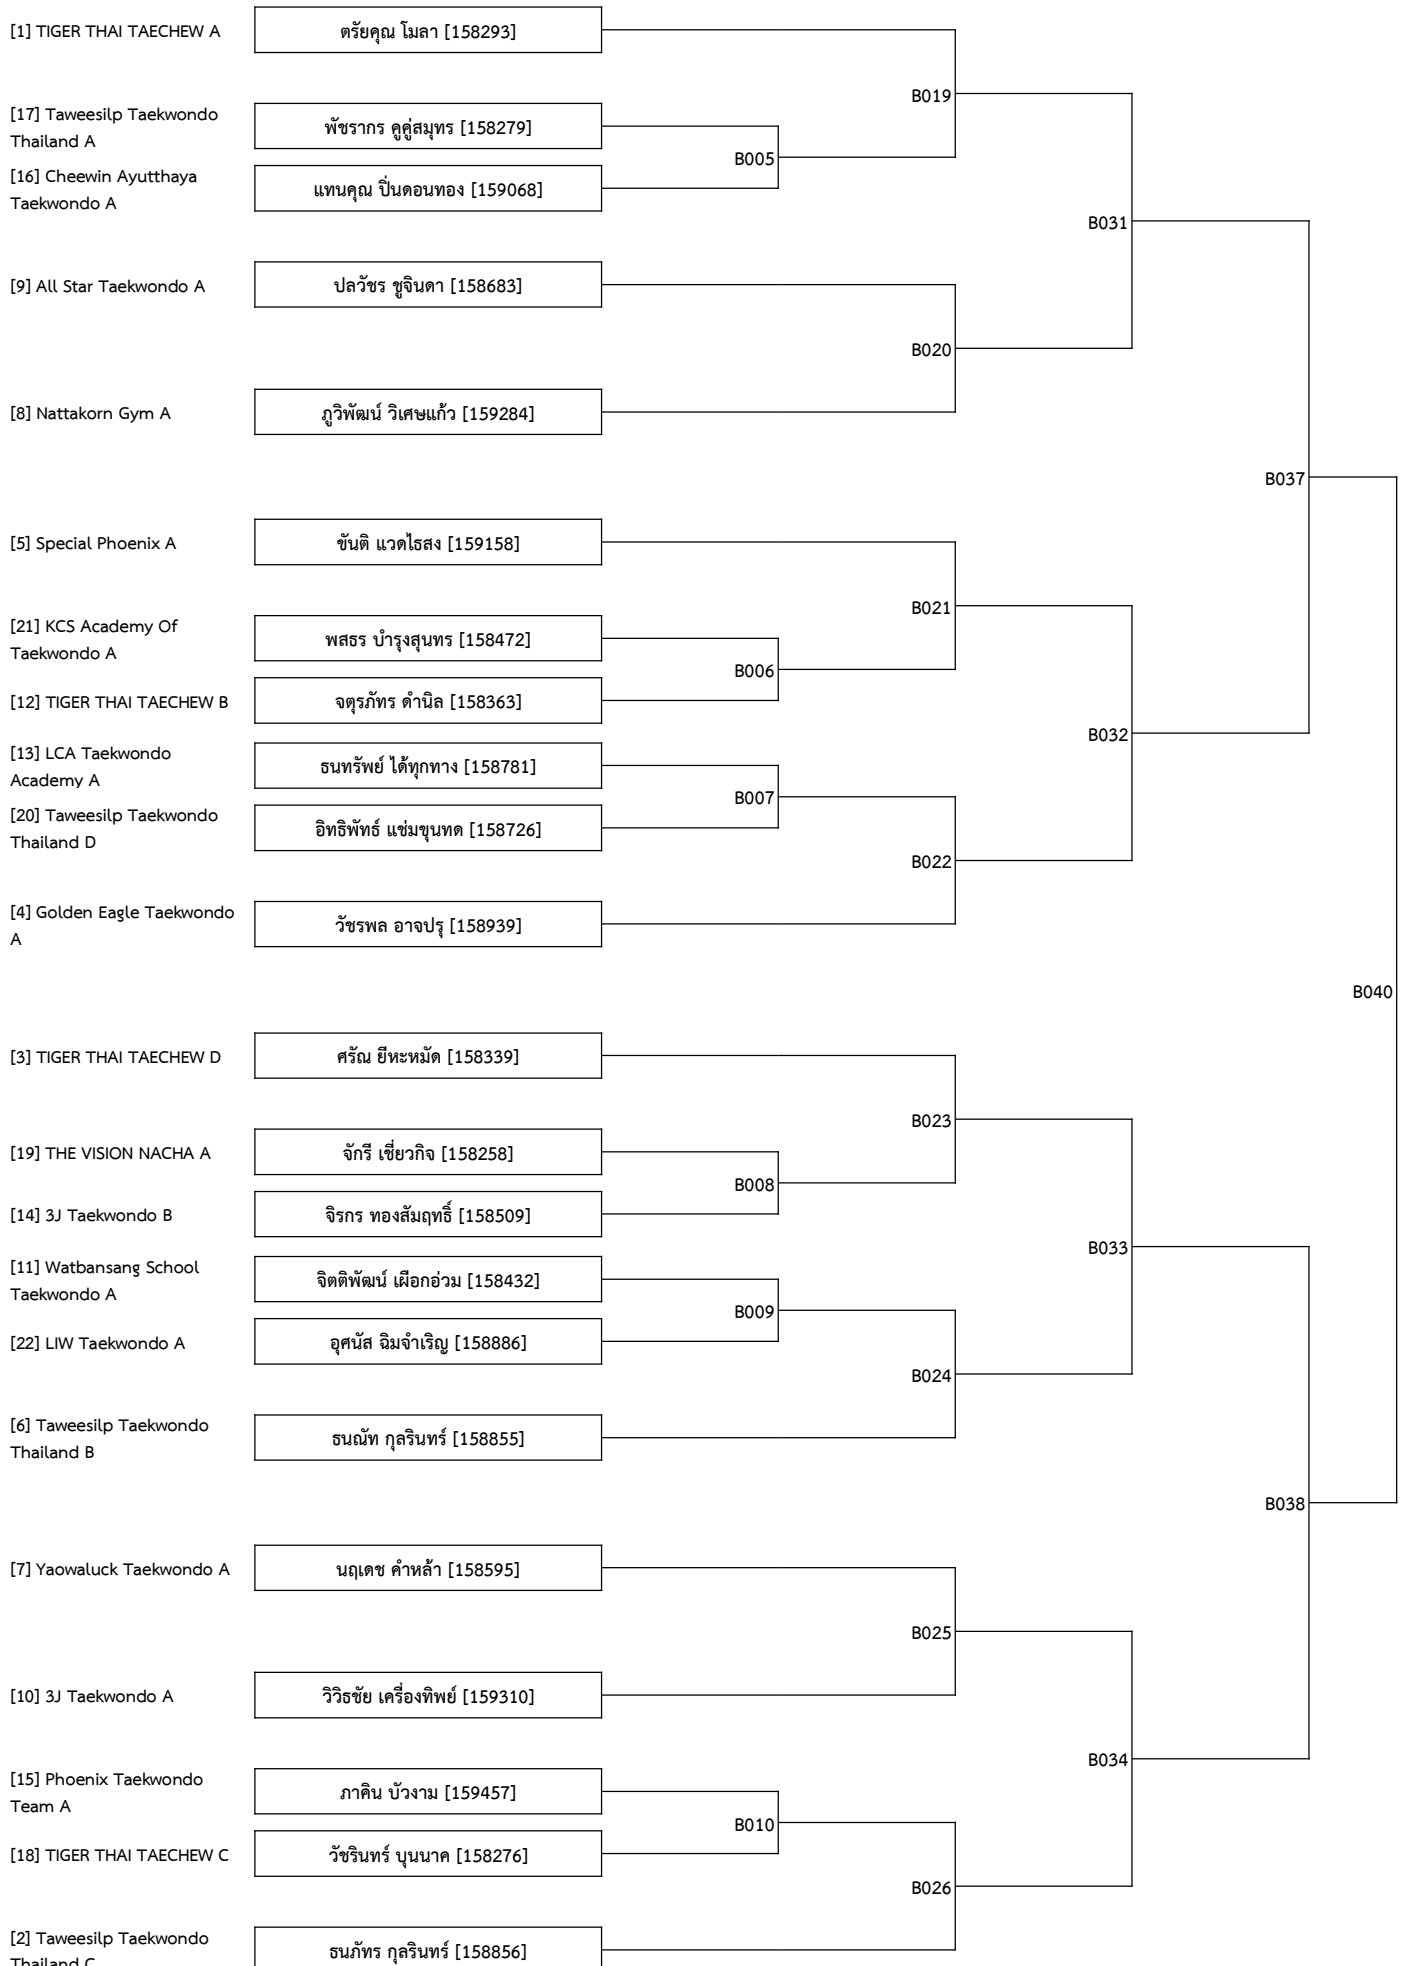 [1] TIGER THAI TAECHEW A
ตรัยคุณ โมลา [158293]
B019
[17] Taweesilp Taekwondo
Thailand A
พัชรากร คูคู่สมุทร [158279]
B005
[16] Cheewin Ayutthaya
Taekwondo A
แทนคุณ ปิ่นดอนทอง [159068]
B031
[9] All Star Taekwondo A
ปลวัชร ชูจินดา [158683]
B020
[8] Nattakorn Gym A
ภูวิพัฒน์ วิเศษแก้ว [159284]
B037
[5] Special Phoenix A
ขันติ แวดไธสง [159158]
B021
[21] KCS Academy Of
Taekwondo A
พสธร บำรุงสุนทร [158472]
B006
[12] TIGER THAI TAECHEW B
จตุรภัทร ดำนิล [158363]
B032
[13] LCA Taekwondo
Academy A
ธนทรัพย์ ได้ทุกทาง [158781]
B007
[20] Taweesilp Taekwondo
Thailand D
อิทธิพัทธ์ แช่มขุนทด [158726]
B022
[4] Golden Eagle Taekwondo
A
วัชรพล อาจปรุ [158939]
B040
[3] TIGER THAI TAECHEW D
ศรัณ ยีหะหมัด [158339]
B023
[19] THE VISION NACHA A
จักรี เชี่ยวกิจ [158258]
B008
[14] 3J Taekwondo B
จิรกร ทองสัมฤทธิ์ [158509]
B033
[11] Watbansang School
Taekwondo A
จิตติพัฒน์ เผือกอ่วม [158432]
B009
[22] LIW Taekwondo A
อุศนัส ฉิมจำเริญ [158886]
B024
[6] Taweesilp Taekwondo
Thailand B
ธนณัท กุลรินทร์ [158855]
B038
[7] Yaowaluck Taekwondo A
นฤเดช คำหล้า [158595]
B025
[10] 3J Taekwondo A
วิวิธชัย เครื่องทิพย์ [159310]
B034
[15] Phoenix Taekwondo
Team A
ภาคิน บัวงาม [159457]
B010
[18] TIGER THAI TAECHEW C
วัชรินทร์ บุนนาค [158276]
B026
[2] Taweesilp Taekwondo
Thailand C
ธนภัทร กุลรินทร์ [158856]